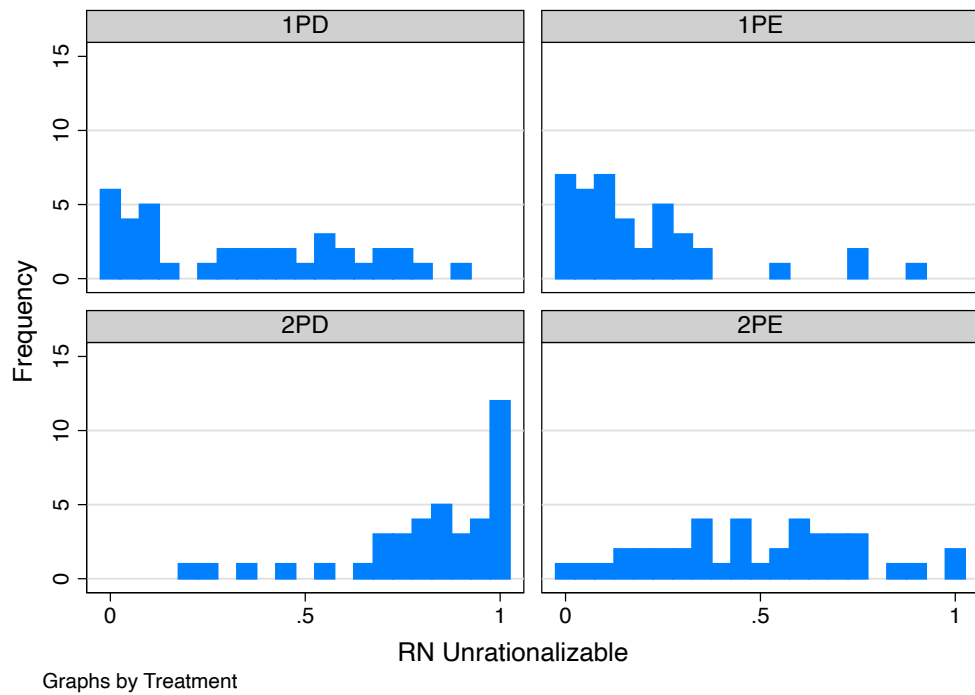 1PD
1PE
15
10
5
0
2PD
2PE
15
10
5
0
Frequency
0
.5
1
0
.5
1
RN Unrationalizable
Graphs by Treatment